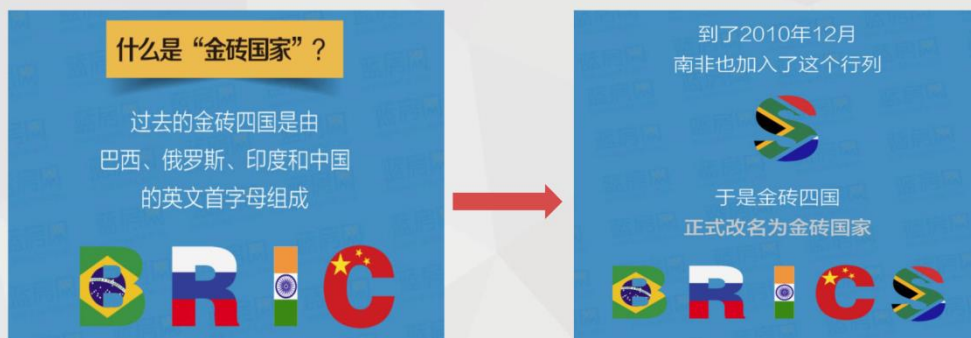 什么是“金砖国家”?
过去的金砖四国是由
巴西、俄罗斯、印度和中国
的英文首字母组成
BRIC
到了2010年12月
南非也加入了这个行列
S
于是金砖四国
正式改名为金砖国家
BRICS